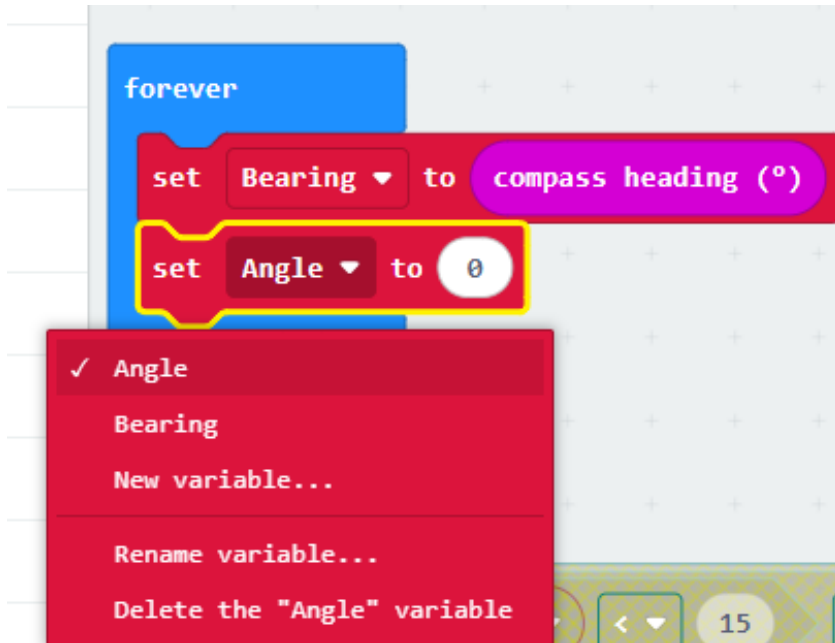 forever
set Bearing to compass heading (°)
set Angle to 0
✓ Angle
Bearing
New variable...
Rename variable...
Delete the "Angle" variable
< 15